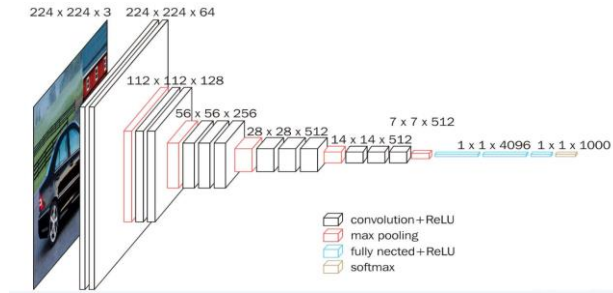 224 x 224 x 3
224 x 224 x 64
112 x 112 x 128
56 x 56 x 256
28 x 28 x 512
14 x 14 x 512
7 x 7 x 512
1 x 1 x 4096
1 x 1 x 1000
convolution+ReLU
max pooling
fully nected+ReLU
softmax